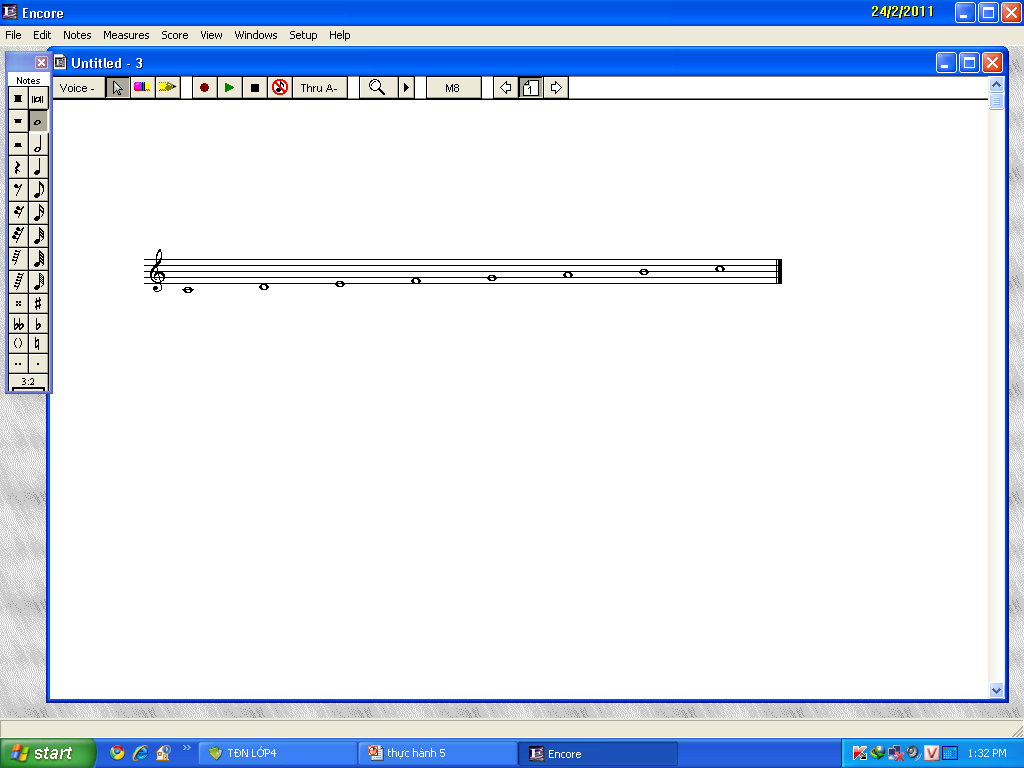 Encore
24/2/2011
File Edit Notes Measures Score View Windows Setup Help
Untitled - 3
Notes
Voice -
Thru A-
M8
1
3:2
start
TĐN LỚP4
thực hành 5
Encore
V
1:32 PM